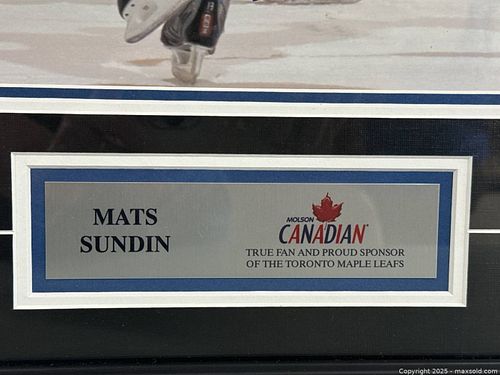 MATS
SUNDIN
MOLSON
CANADIAN
TRUE FAN AND PROUD SPONSOR
OF THE TORONTO MAPLE LEAFS
Copyright 2025 - maxsold.com